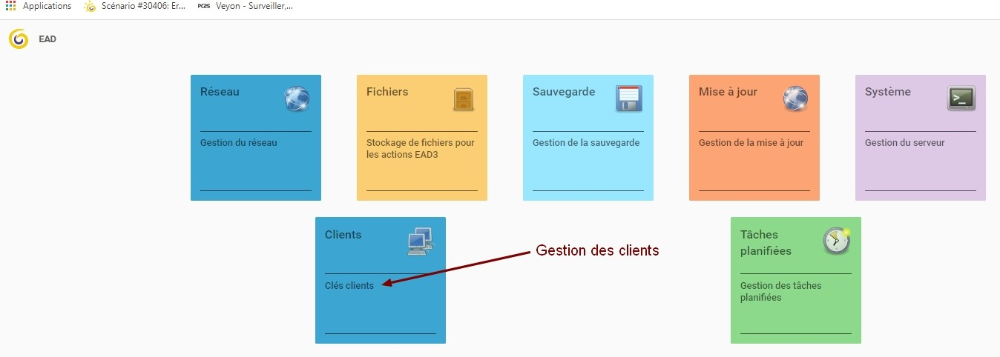 Applications Scénario #30406: Er... PC2S Veyon - Surveiller,...
EAD
Réseau
Gestion du réseau
Fichiers
Stockage de fichiers pour
les actions EAD3
Sauvegarde
Gestion de la sauvegarde
Mise à jour
Gestion de la mise à jour
Système
>_
Gestion du serveur
Clients
Clés clients
Gestion des clients
Tâches
planifiées
Gestion des tâches
planifiées